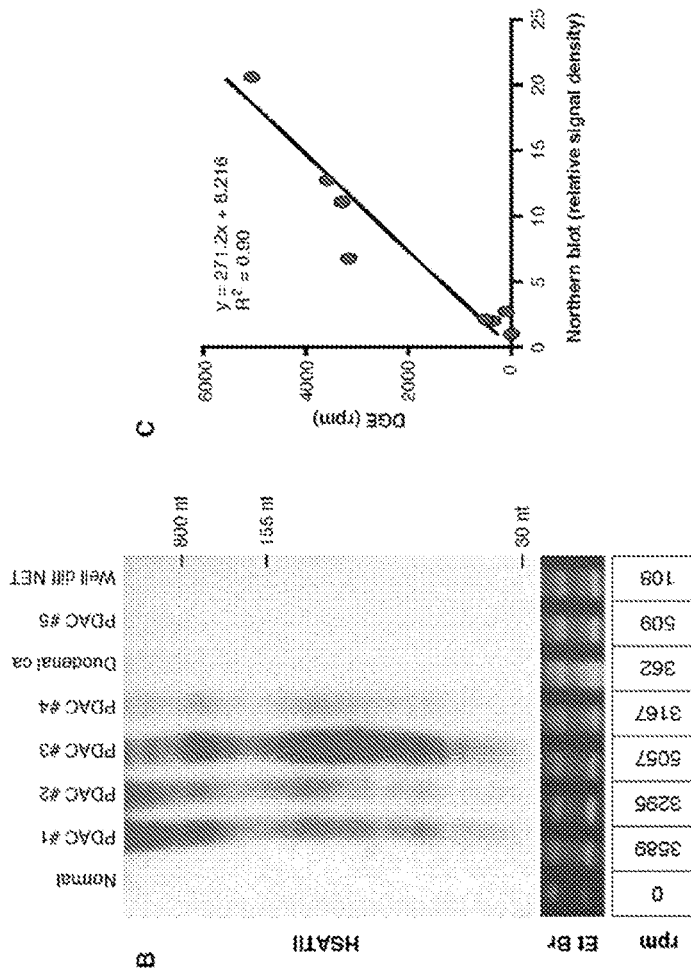 B
Normal
PDAC #1
PDAC #2
PDAC #3
PDAC #4
Duodenal ca
PDAC #5
Well diff NET
HSATII
800 nt
155 nt
30 nt
Et Br
rpm
0
3589
3295
5057
3167
362
509
108
C
y = 271.2x + 8.216
R² = 0.90
DGE (rpm)
6000
4000
2000
0
0
5
10
15
20
25
Northern blot (relative signal density)